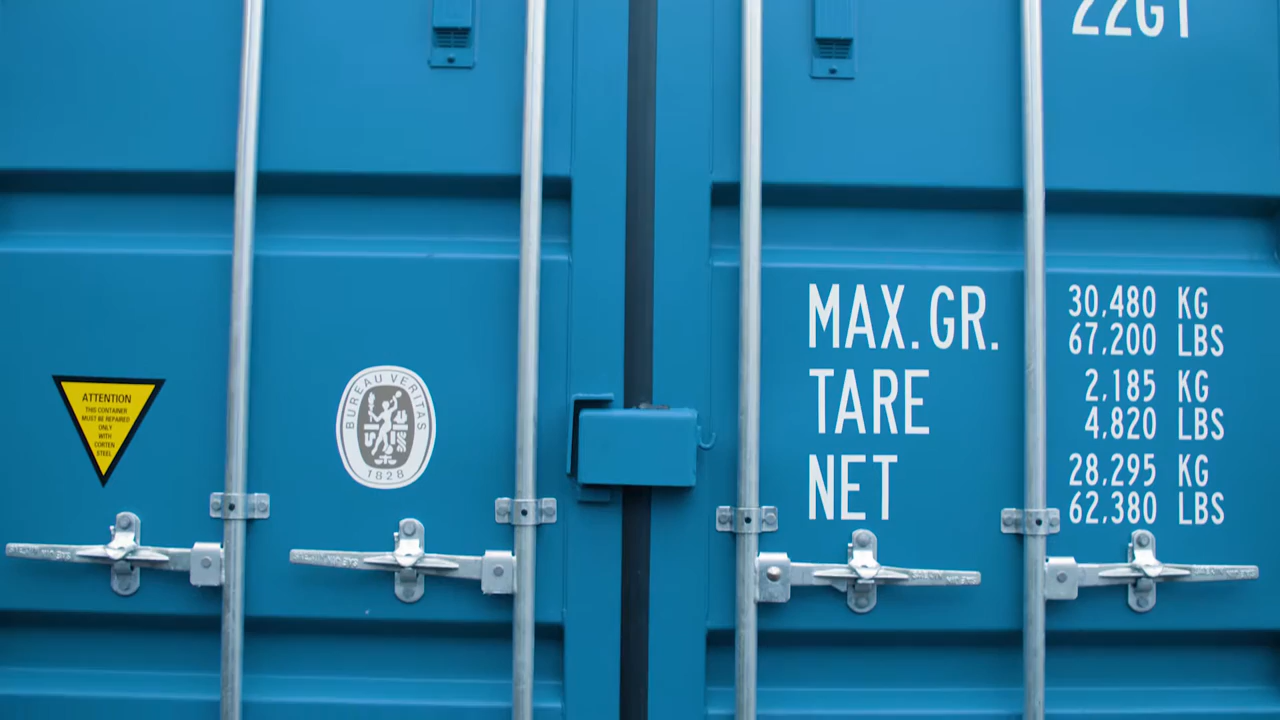 22G1
MAX.GR. 30,480 KG
67,200 LBS
TARE 2,185 KG
4,820 LBS
NET 28,295 KG
62,380 LBS
ATTENTION
THIS CONTAINER
MUST BE REPAIRED
ONLY
WITH
CORTEN
STEEL
BUREAU VERITAS
1828